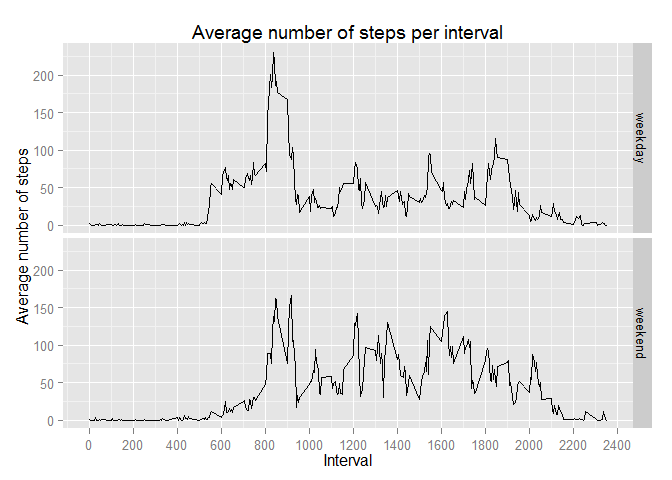 Average number of steps per interval
Average number of steps
200
150
100
50
0
weekday
200
150
100
50
0
weekend
0 200 400 600 800 1000 1200 1400 1600 1800 2000 2200 2400
Interval